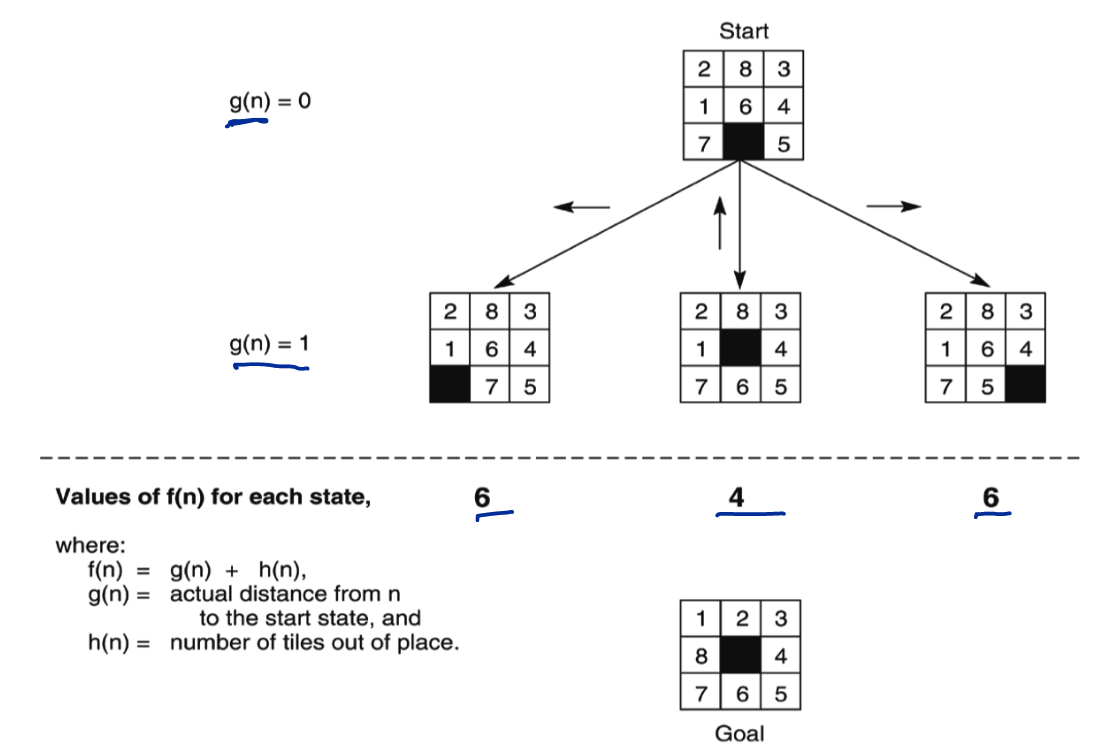 Start
2 8 3
g(n) = 0
1 6 4
7 5
2 8 3 2 8 3 2 8 3
g(n) = 1
1 6 4 1 4 1 6 4
7 5 7 6 5 7 5
Values of f(n) for each state, 6 4 6
where:
f(n) = g(n) + h(n),
g(n) = actual distance from n
to the start state, and
h(n) = number of tiles out of place.
1 2 3
8 4
7 6 5
Goal